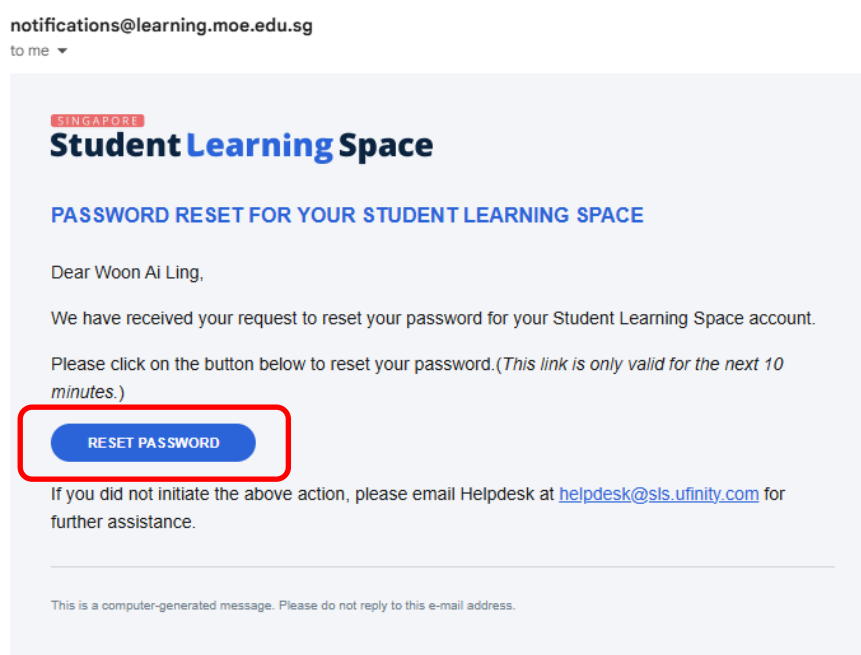 notifications@learning.moe.edu.sg
to me
SINGAPORE
Student Learning Space
PASSWORD RESET FOR YOUR STUDENT LEARNING SPACE
Dear Woon Ai Ling,
We have received your request to reset your password for your Student Learning Space account.
Please click on the button below to reset your password.(This link is only valid for the next 10
minutes.)
RESET PASSWORD
If you did not initiate the above action, please email Helpdesk at helpdesk@sls.ufinity.com for
further assistance.
This is a computer-generated message. Please do not reply to this e-mail address.